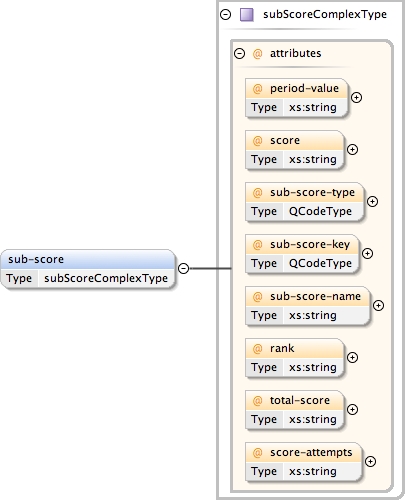 subScoreComplexType
@ attributes
@ period-value
Type xs:string
@ score
Type xs:string
@ sub-score-type
Type QCodeType
@ sub-score-key
Type QCodeType
sub-score
Type subScoreComplexType
@ sub-score-name
Type xs:string
@ rank
Type xs:string
@ total-score
Type xs:string
@ score-attempts
Type xs:string